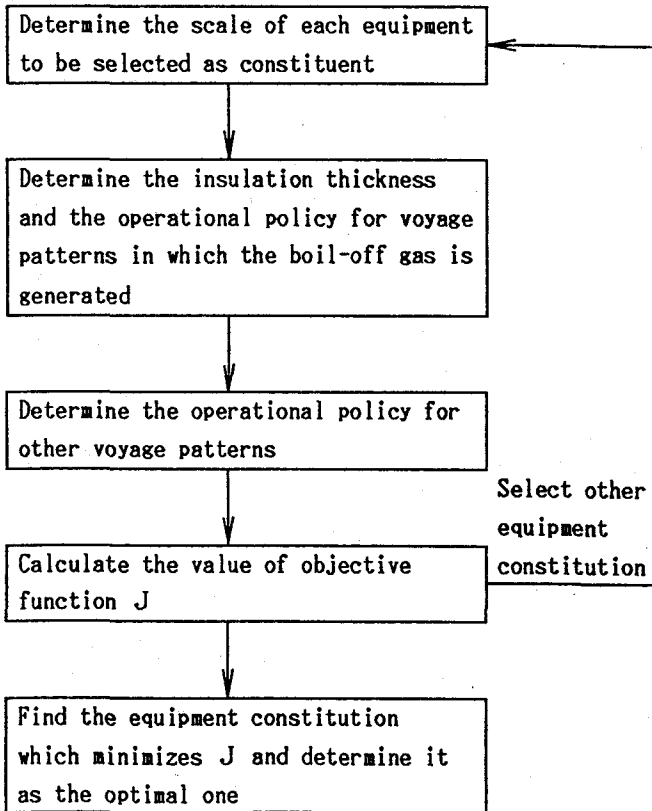 Determine the scale of each equipment
to be selected as constituent
Determine the insulation thickness
and the operational policy for voyage
patterns in which the boil-off gas is
generated
Determine the operational policy for
other voyage patterns
Select other
equipment
constitution
Calculate the value of objective
function J
Find the equipment constitution
which minimizes J and determine it
as the optimal one